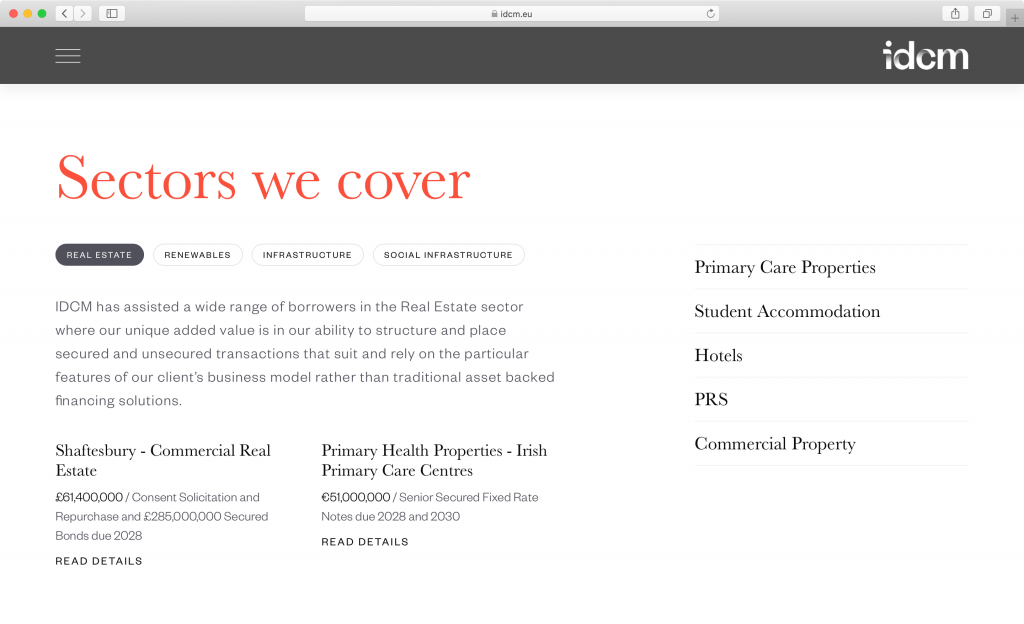 idcm.eu
idcm
Sectors we cover
REAL ESTATE
RENEWABLES
INFRASTRUCTURE
SOCIAL INFRASTRUCTURE
IDCM has assisted a wide range of borrowers in the Real Estate sector
where our unique added value is in our ability to structure and place
secured and unsecured transactions that suit and rely on the particular
features of our client’s business model rather than traditional asset backed
financing solutions.
Shaftesbury - Commercial Real
Estate
£61,400,000 / Consent Solicitation and
Repurchase and £285,000,000 Secured
Bonds due 2028
READ DETAILS
Primary Health Properties - Irish
Primary Care Centres
€51,000,000 / Senior Secured Fixed Rate
Notes due 2028 and 2030
READ DETAILS
Primary Care Properties
Student Accommodation
Hotels
PRS
Commercial Property